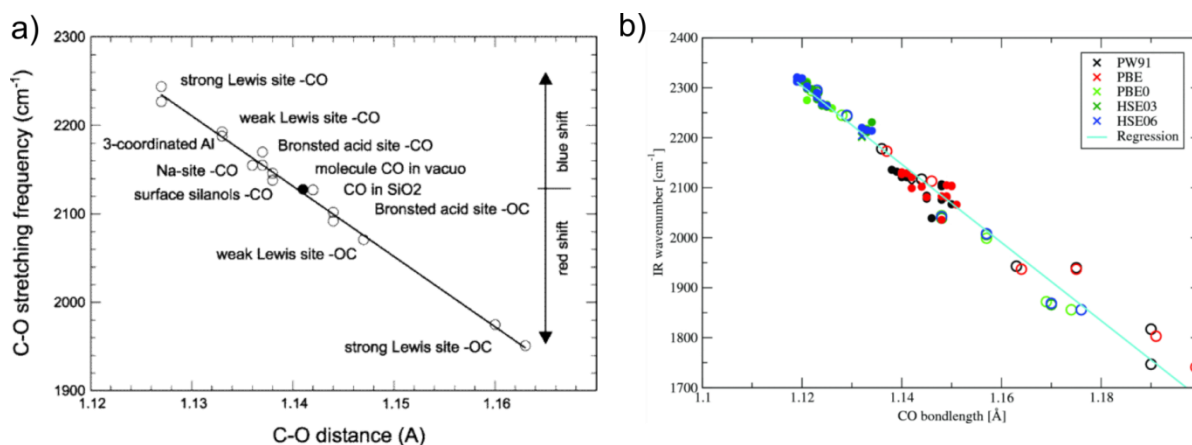 a)
C-O stretching frequency (cm⁻¹)
2300
2200
2100
2000
1900
strong Lewis site -CO
weak Lewis site -CO
3-coordinated Al
Bronsted acid site -CO
Na-site -CO
molecule CO in vacuo
surface silanols -CO
CO in SiO2
Bronsted acid site -OC
weak Lewis site -OC
strong Lewis site -OC
blue shift
red shift
1.12 1.13 1.14 1.15 1.16
C-O distance (A)
b)
IR wavenumber [cm⁻¹]
2400
2300
2200
2100
2000
1900
1800
1700
PW91
PBE
PBE0
HSE03
HSE06
Regression
1.1 1.12 1.14 1.16 1.18
CO bondlength [Å]